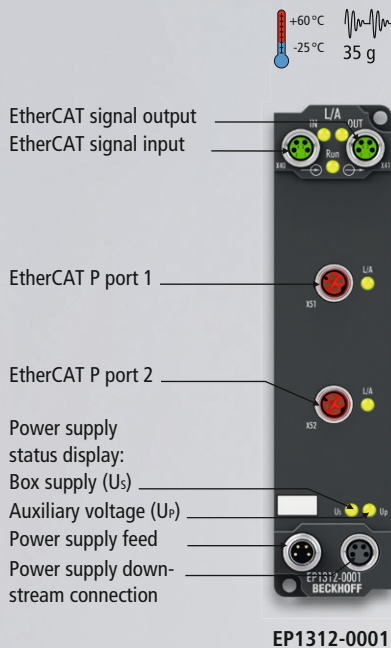 +60 °C
-25 °C
35 g
EtherCAT signal output
EtherCAT signal input
L/A
IN
OUT
Run
X40
X41
EtherCAT P port 1
L/A
X51
EtherCAT P port 2
L/A
X52
Power supply
status display:
Box supply (Us)
Auxiliary voltage (UP)
Us
Up
Power supply feed
Power supply down-
stream connection
EP1312-0001
BECKHOFF
EP1312-0001